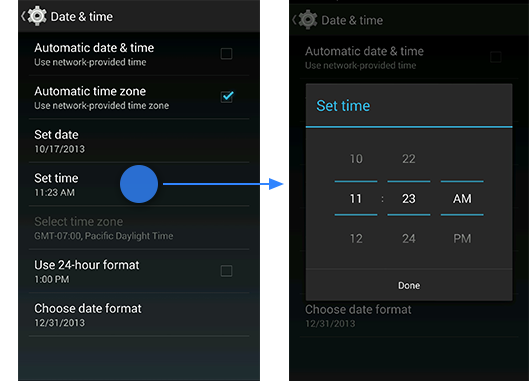 Date & time
Automatic date & time
Use network-provided time
Automatic time zone
Use network-provided time zone
Set date
10/17/2013
Set time
11:23 AM
Select time zone
GMT-07:00, Pacific Daylight Time
Use 24-hour format
1:00 PM
Choose date format
12/31/2013
Date & time
Automatic date & time
Use network-provided time
Set time
10 22
11 : 23 AM
12 24 PM
Done
Choose date format
12/31/2013